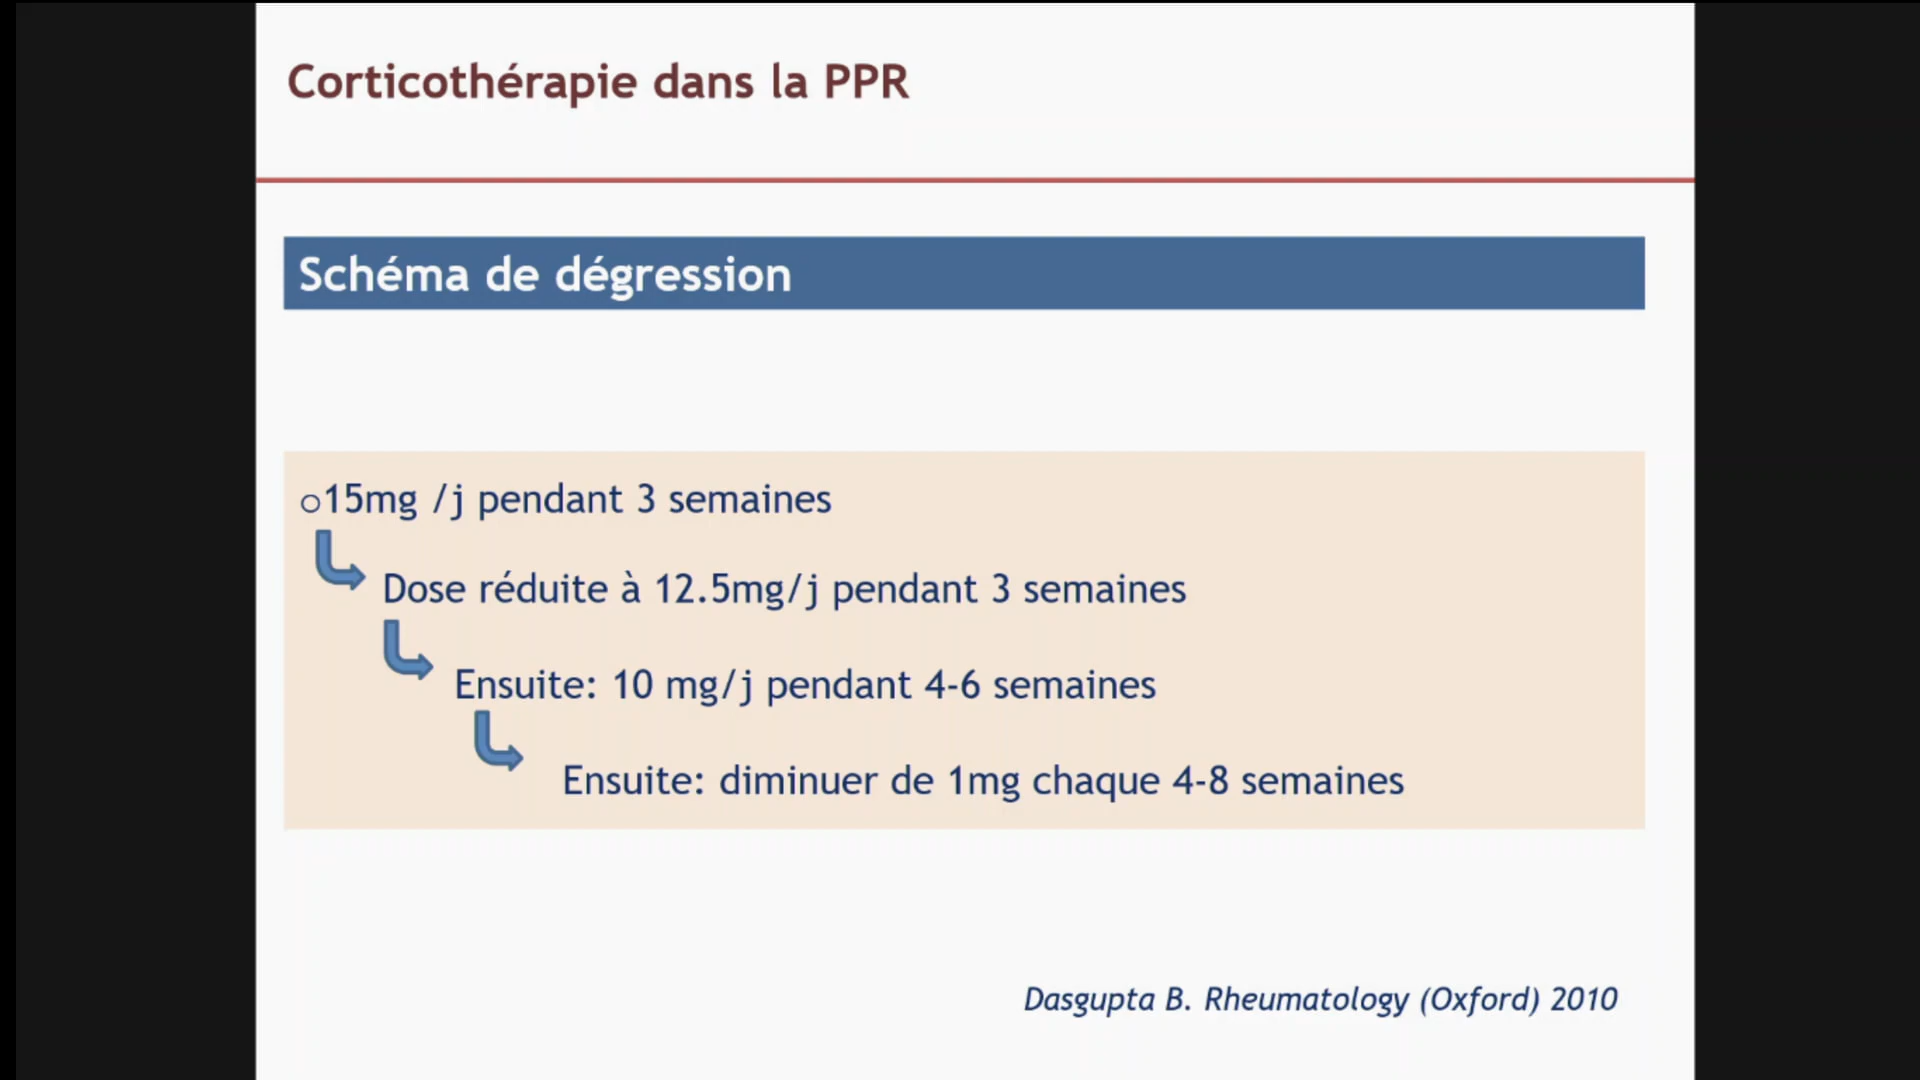 Corticothérapie dans la PPR
Schéma de dégression
o15mg /j pendant 3 semaines
Dose réduite à 12.5mg/j pendant 3 semaines
Ensuite: 10 mg/j pendant 4-6 semaines
Ensuite: diminuer de 1mg chaque 4-8 semaines
Dasgupta B. Rheumatology (Oxford) 2010